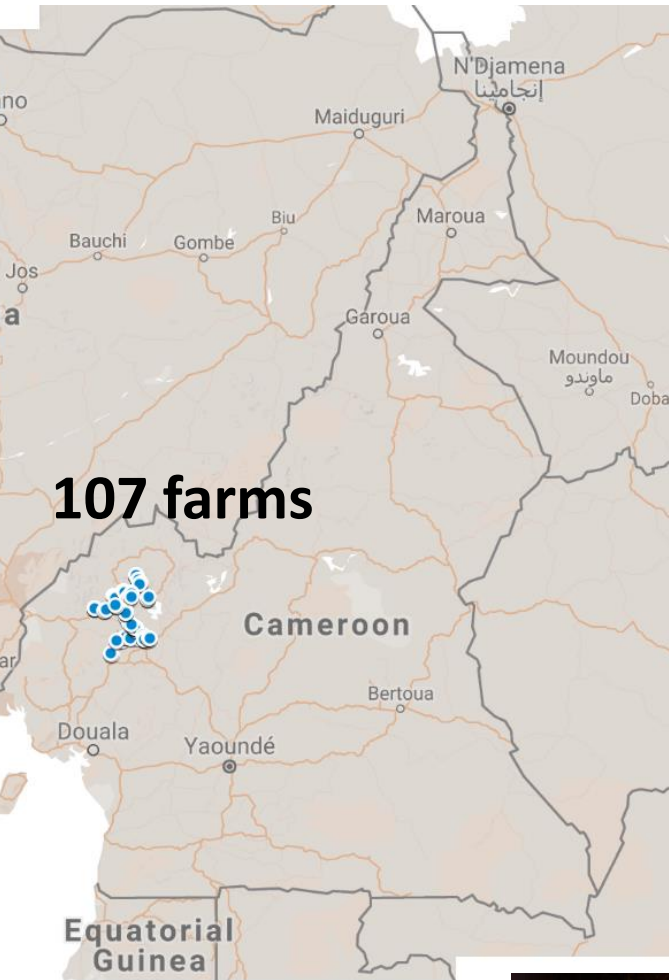 N'Djamena
إنجامينا
no
Maiduguri
Biu
Maroua
Bauchi
Gombe
Jos
a
Garoua
Moundou
ماوندو
Doba
107 farms
Cameroon
ar
Bertoua
Douala
Yaoundé
Equatorial
Guinea